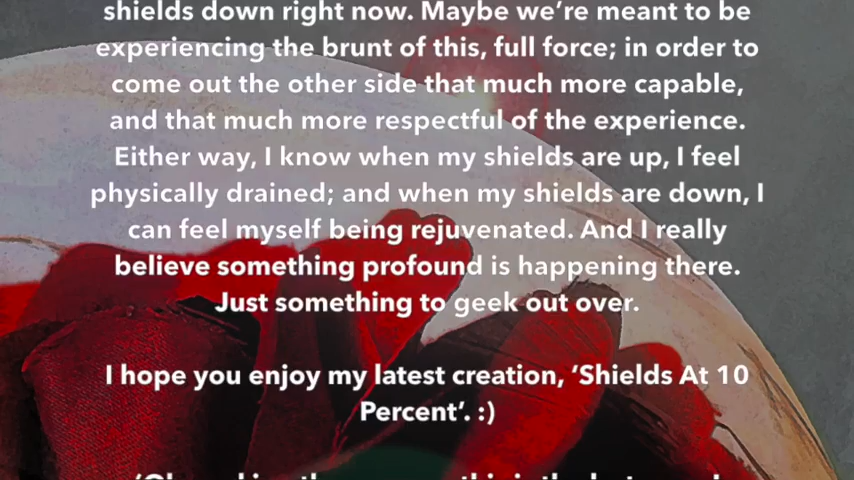 shields down right now. Maybe we're meant to be
experiencing the brunt of this, full force; in order to
come out the other side that much more capable,
and that much more respectful of the experience.
Either way, I know when my shields are up, I feel
physically drained; and when my shields are down, I
can feel myself being rejuvenated. And I really
believe something profound is happening there.
Just something to geek out over.
I hope you enjoy my latest creation, ‘Shields At 10
Percent’. :)